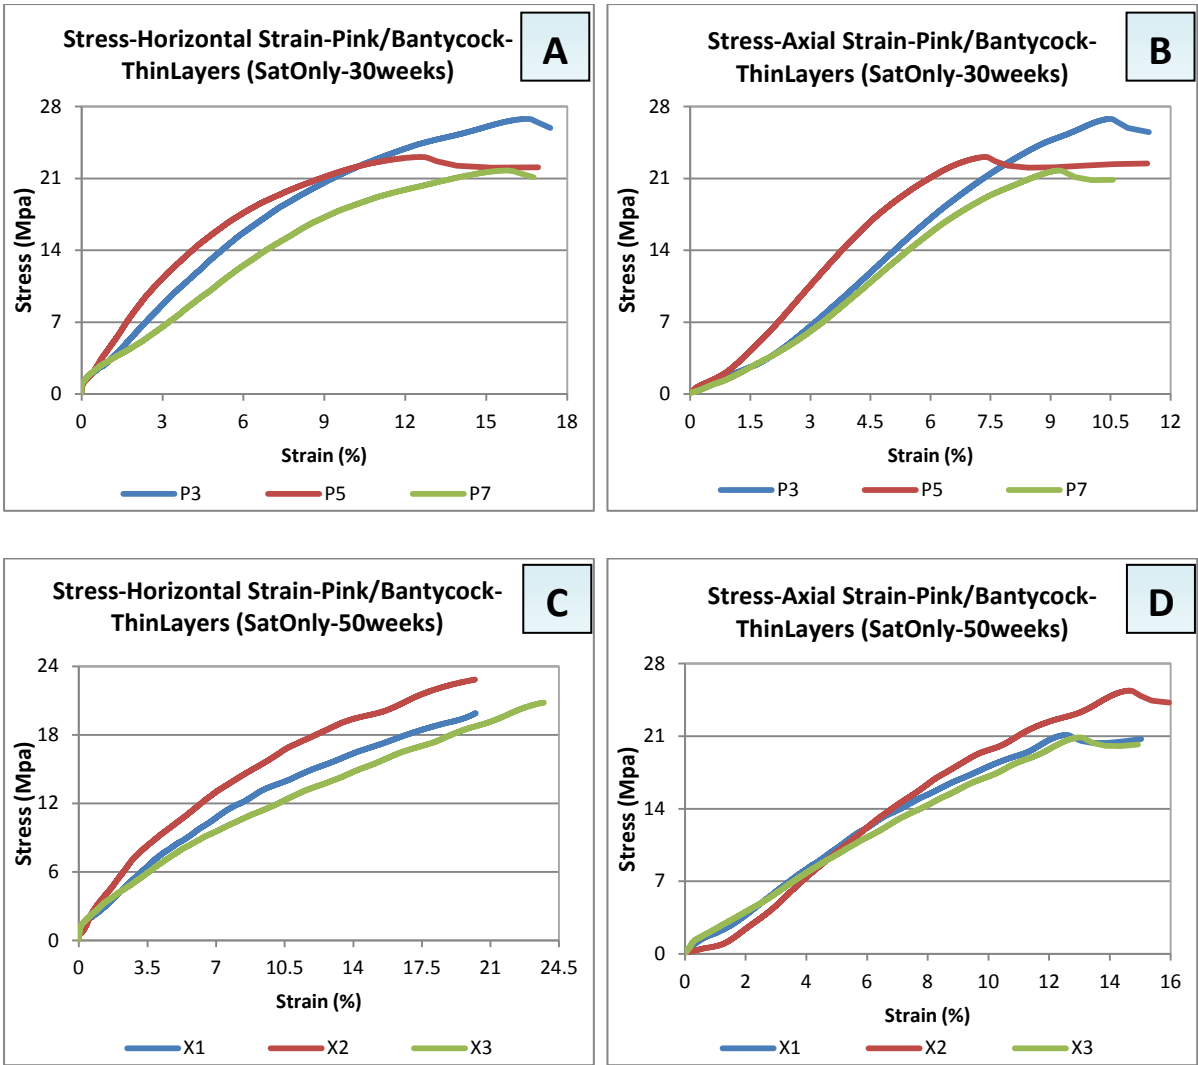 Stress-Horizontal Strain-Pink/Bantycock-
ThinLayers (SatOnly-30weeks)
A
28
21
14
7
0
Stress (Mpa)
0 3 6 9 12 15 18
Strain (%)
P3 P5 P7
Stress-Axial Strain-Pink/Bantycock-
ThinLayers (SatOnly-30weeks)
B
28
21
14
7
0
Stress (Mpa)
0 1.5 3 4.5 6 7.5 9 10.5 12
Strain (%)
P3 P5 P7
Stress-Horizontal Strain-Pink/Bantycock-
ThinLayers (SatOnly-50weeks)
C
24
18
12
6
0
Stress (Mpa)
0 3.5 7 10.5 14 17.5 21 24.5
Strain (%)
X1 X2 X3
Stress-Axial Strain-Pink/Bantycock-
ThinLayers (SatOnly-50weeks)
D
28
21
14
7
0
Stress (Mpa)
0 2 4 6 8 10 12 14 16
Strain (%)
X1 X2 X3